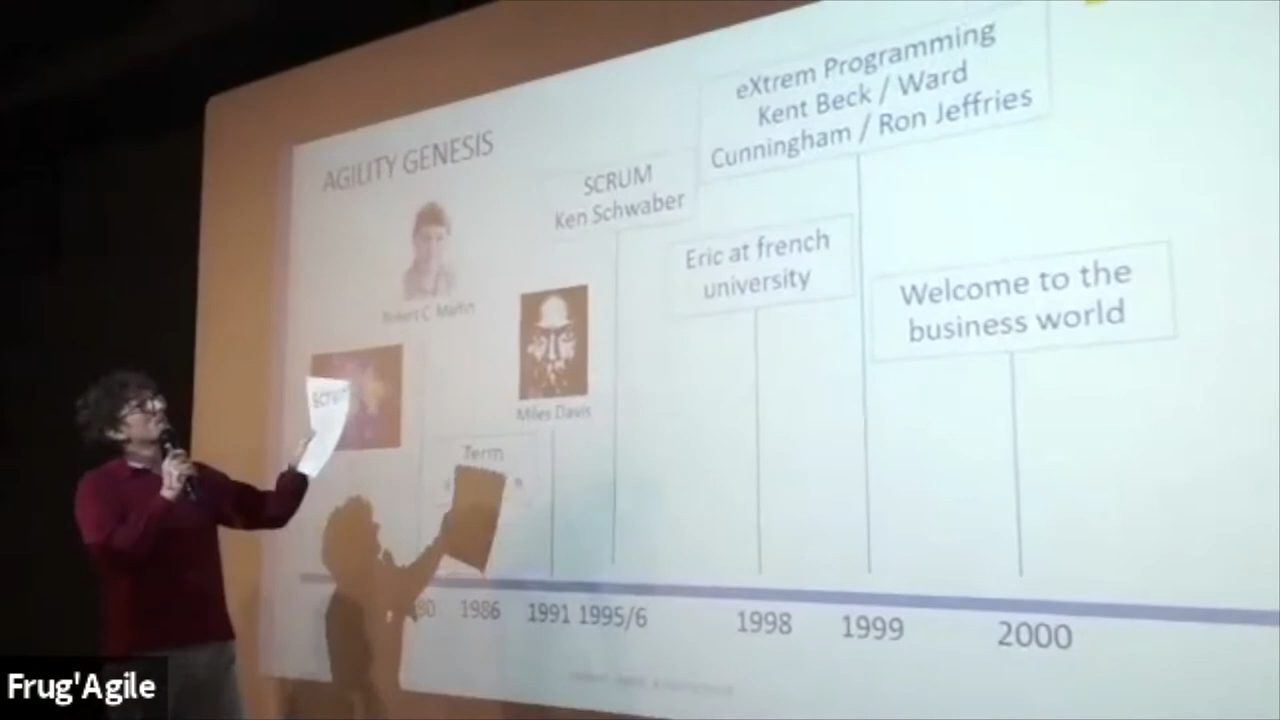 AGILITY GENESIS
Robert C. Martin
Scrum
Term
Miles Davis
SCRUM
Ken Schwaber
eXtrem Programming
Kent Beck / Ward
Cunningham / Ron Jeffries
Eric at french
university
Welcome to the
business world
1986
1991
1995/6
1998
1999
2000
Frug'Agile